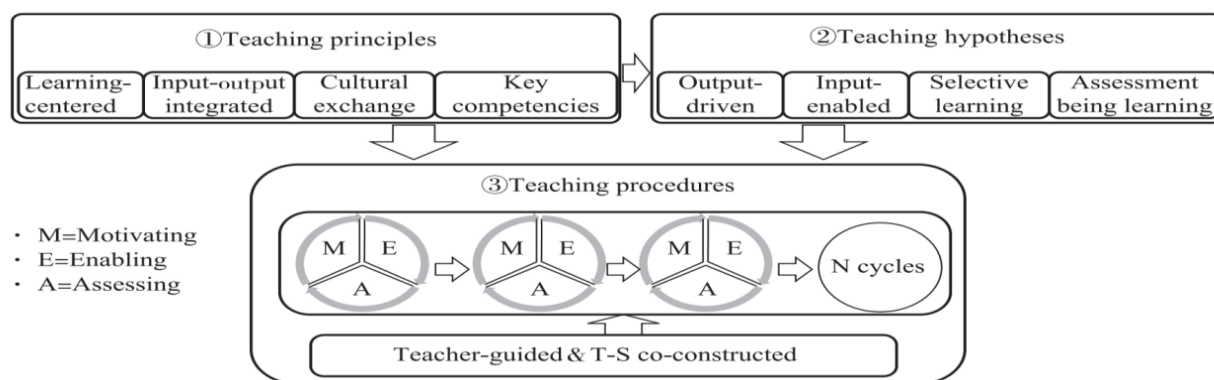 ①Teaching principles
Learning-
centered
Input-output
integrated
Cultural
exchange
Key
competencies
②Teaching hypotheses
Output-
driven
Input-
enabled
Selective
learning
Assessment
being learning
③Teaching procedures
· M=Motivating
· E=Enabling
· A=Assessing
M E
A
M E
A
M E
A
N cycles
Teacher-guided & T-S co-constructed